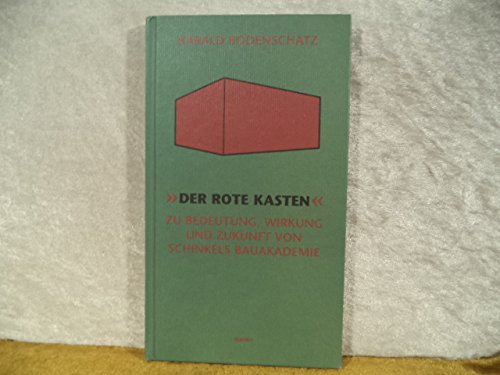 HARALD BODENSCHATZ
»DER ROTE KASTEN«
ZU BEDEUTUNG, WIRKUNG
UND ZUKUNFT VON
SCHINKELS BAUAKADEMIE